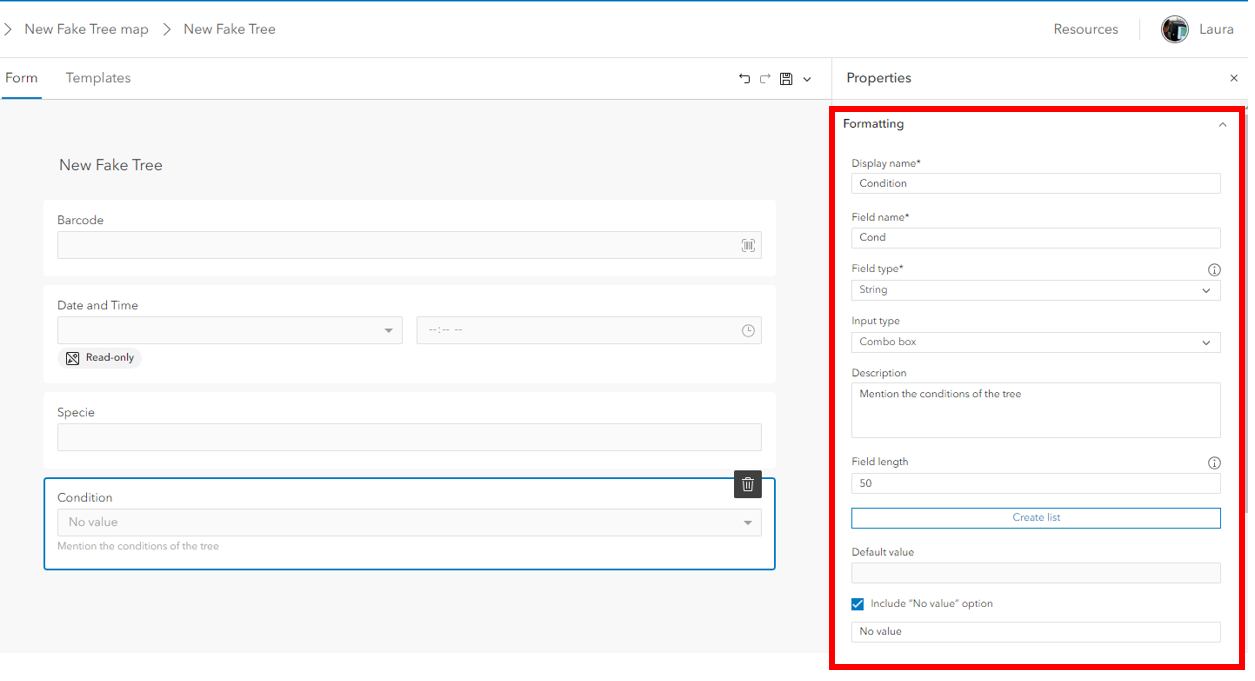 New Fake Tree map New Fake Tree Resources Laura
Form Templates
New Fake Tree
Barcode
Date and Time
--:-- --
Read-only
Specie
Condition
No value
Mention the conditions of the tree
Properties
Formatting
Display name*
Condition
Field name*
Cond
Field type*
String
Input type
Combo box
Description
Mention the conditions of the tree
Field length
50
Create list
Default value
Include "No value" option
No value